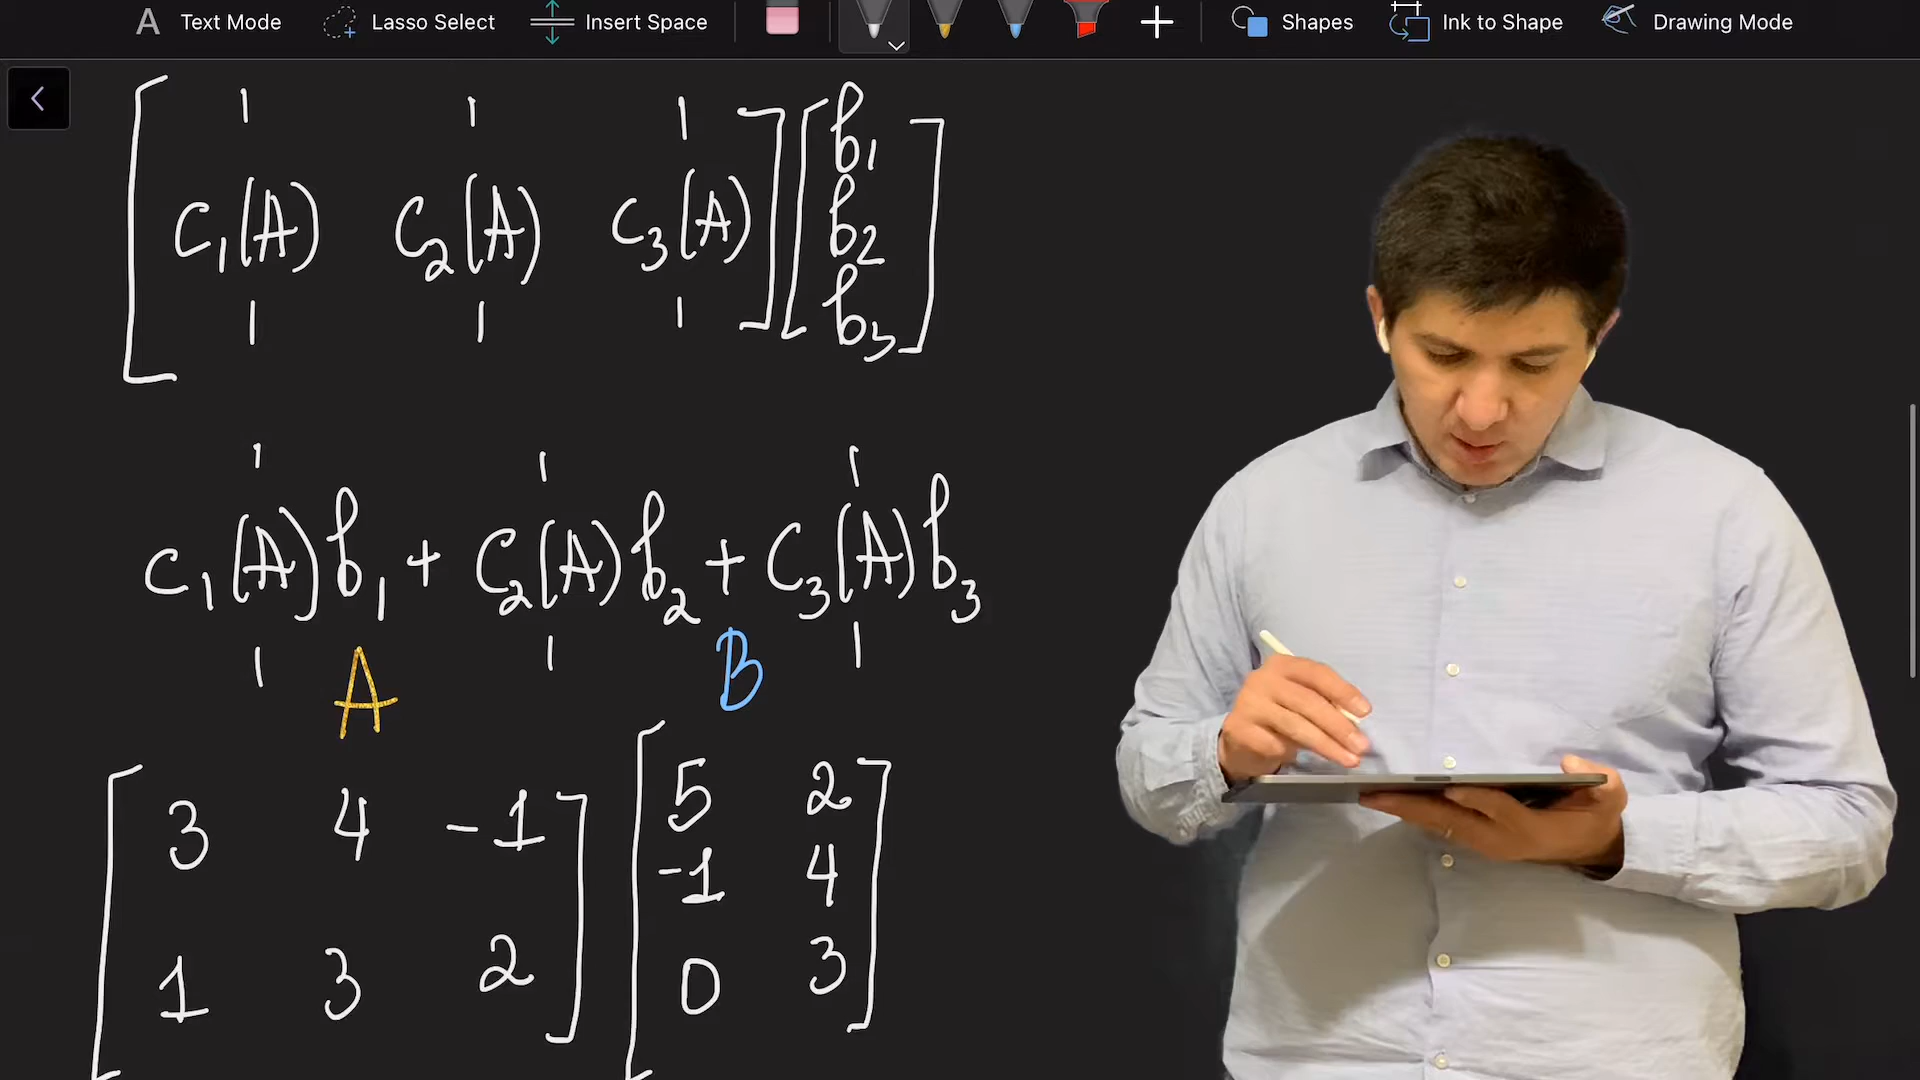 Text Mode Lasso Select Insert Space Shapes Ink to Shape Drawing Mode
C₁(A) C₂(A) C₃(A) b₁
b₂
b₃
C₁(A)b₁ + C₂(A)b₂ + C₃(A)b₃
A B
3 4 -1 5 2
-1 4
1 3 2 0 3